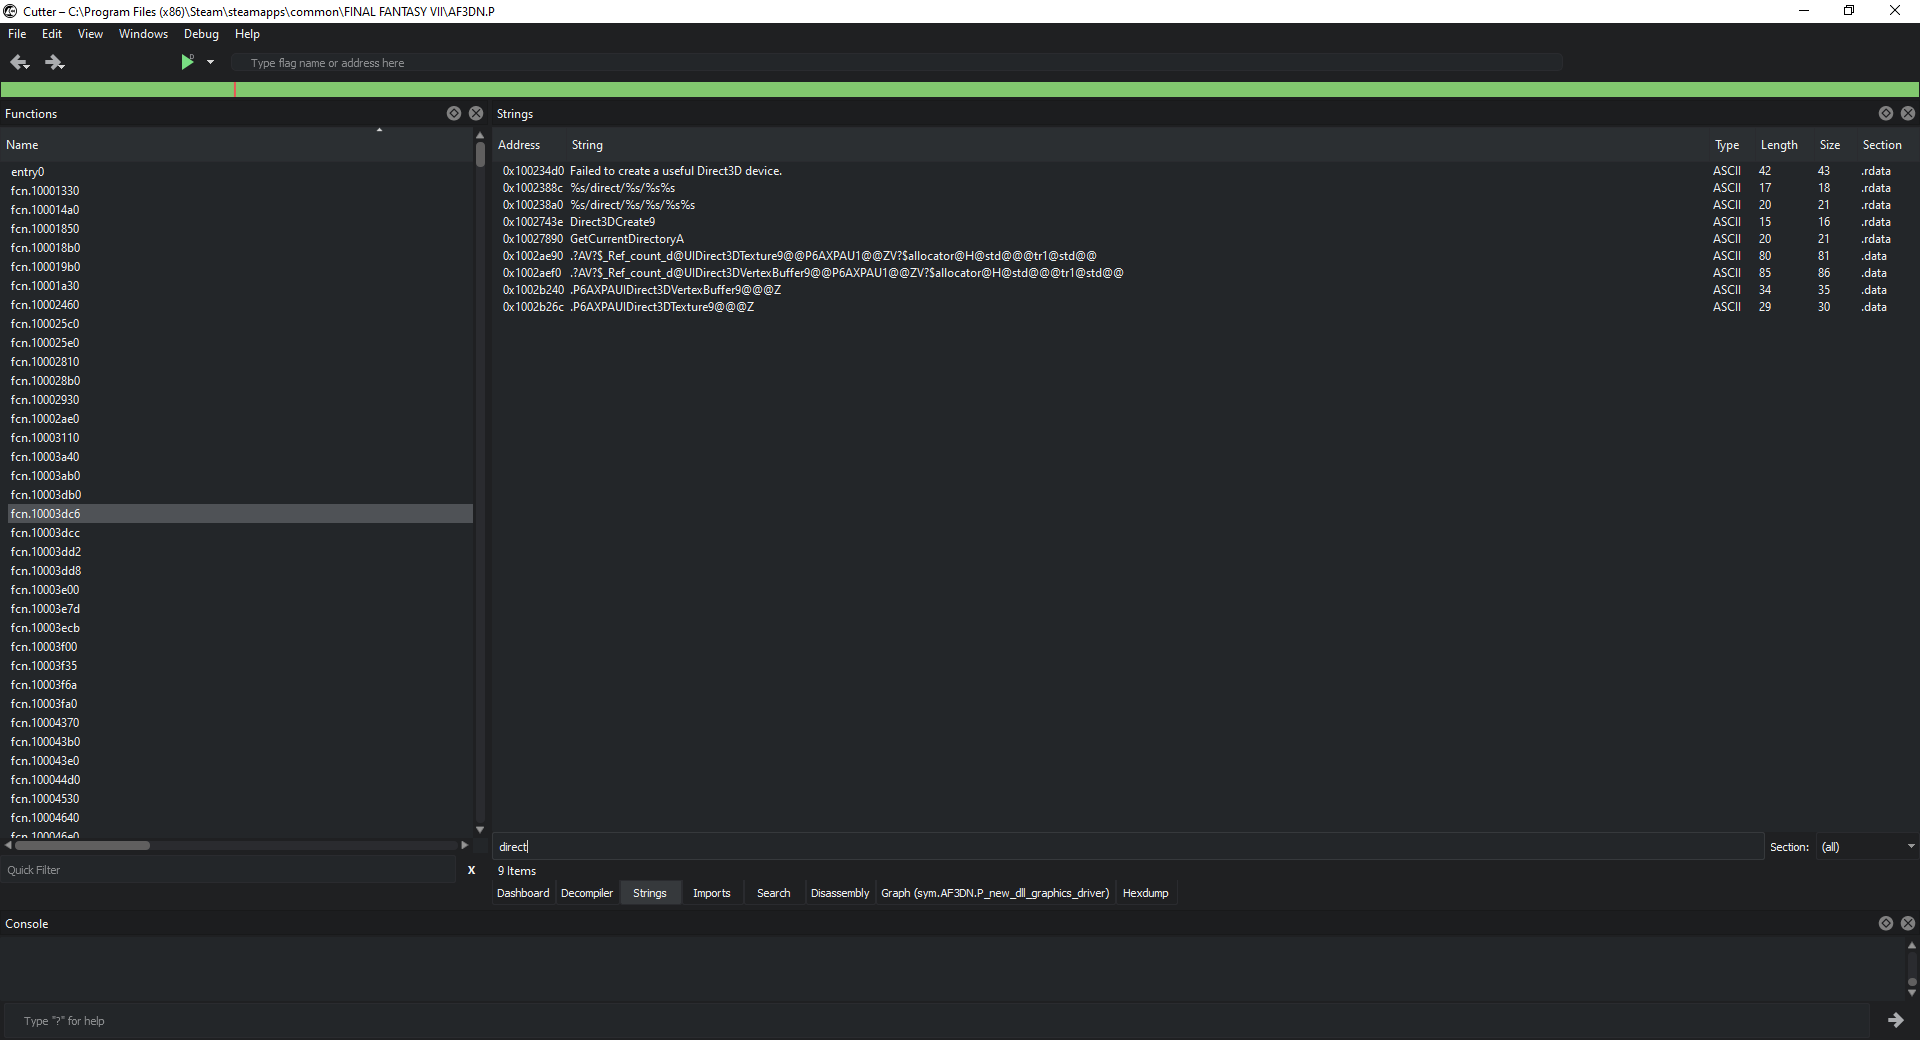 Cutter – C:\Program Files (x86)\Steam\steamapps\common\FINAL FANTASY VII\AF3DN.P
File Edit View Windows Debug Help
Type flag name or address here
Functions
Name
entry0
fcn.10001330
fcn.100014a0
fcn.10001850
fcn.100018b0
fcn.100019b0
fcn.10001a30
fcn.10002460
fcn.100025c0
fcn.100025e0
fcn.10002810
fcn.100028b0
fcn.10002930
fcn.10002ae0
fcn.10003110
fcn.10003a40
fcn.10003ab0
fcn.10003db0
fcn.10003dc6
fcn.10003dcc
fcn.10003dd2
fcn.10003dd8
fcn.10003e00
fcn.10003e7d
fcn.10003ecb
fcn.10003f00
fcn.10003f35
fcn.10003f6a
fcn.10003fa0
fcn.10004370
fcn.100043b0
fcn.100043e0
fcn.100044d0
fcn.10004530
fcn.10004640
fcn.100046e0
Quick Filter X
Strings
Address String Type Length Size Section
0x100234d0 Failed to create a useful Direct3D device. ASCII 42 43 .rdata
0x1002388c %s/direct/%s/%s%s ASCII 17 18 .rdata
0x100238a0 %s/direct/%s/%s/%s%s ASCII 20 21 .rdata
0x1002743e Direct3DCreate9 ASCII 15 16 .rdata
0x10027890 GetCurrentDirectoryA ASCII 20 21 .rdata
0x1002ae90 .?AV?$_Ref_count_d@UIDirect3DTexture9@@P6AXPAU1@@ZV?$allocator@H@std@@@tr1@std@@ ASCII 80 81 .data
0x1002aef0 .?AV?$_Ref_count_d@UIDirect3DVertexBuffer9@@P6AXPAU1@@ZV?$allocator@H@std@@@tr1@std@@ ASCII 85 86 .data
0x1002b240 .P6AXPAUIDirect3DVertexBuffer9@@@Z ASCII 34 35 .data
0x1002b26c .P6AXPAUIDirect3DTexture9@@@Z ASCII 29 30 .data
direct Section: (all)
9 Items
Dashboard Decompiler Strings Imports Search Disassembly Graph (sym.AF3DN.P_new_dll_graphics_driver) Hexdump
Console
Type "?" for help